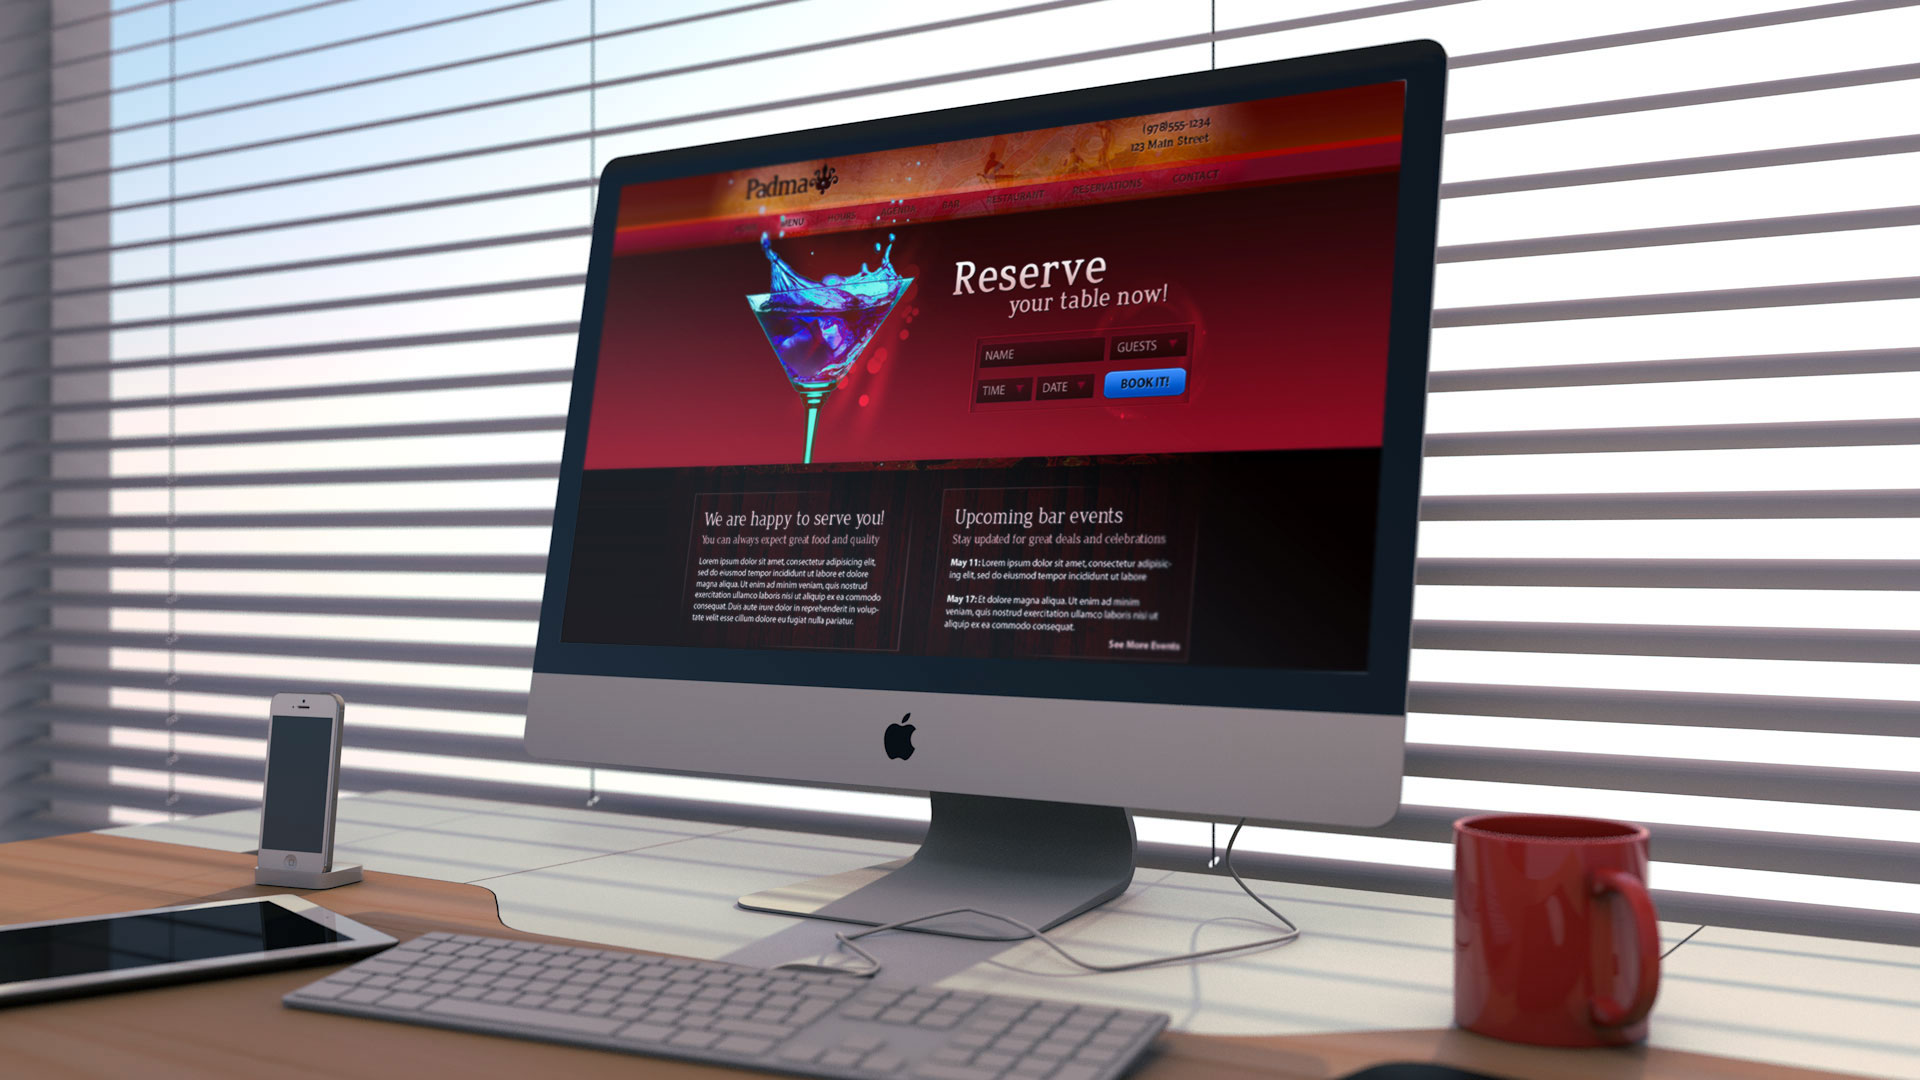 (978)555-1234
123 Main Street
Padma
MENU HOURS AGENDA BAR RESTAURANT RESERVATIONS CONTACT
Reserve
your table now!
NAME GUESTS
TIME DATE BOOK IT!
We are happy to serve you!
You can always expect great food and quality
Lorem ipsum dolor sit amet, consectetur adipisicing elit,
sed do eiusmod tempor incididunt ut labore et dolore
magna aliqua. Ut enim ad minim veniam, quis nostrud
exercitation ullamco laboris nisi ut aliquip ex ea commodo
consequat. Duis aute irure dolor in reprehenderit in volup-
tate velit esse cillum dolore eu fugiat nulla pariatur.
Upcoming bar events
Stay updated for great deals and celebrations
May 11: Lorem ipsum dolor sit amet, consectetur adipisic-
ing elit, sed do eiusmod tempor incididunt ut labore
May 17: Et dolore magna aliqua. Ut enim ad minim
veniam, quis nostrud exercitation ullamco laboris nisi ut
aliquip ex ea commodo consequat.
See More Events